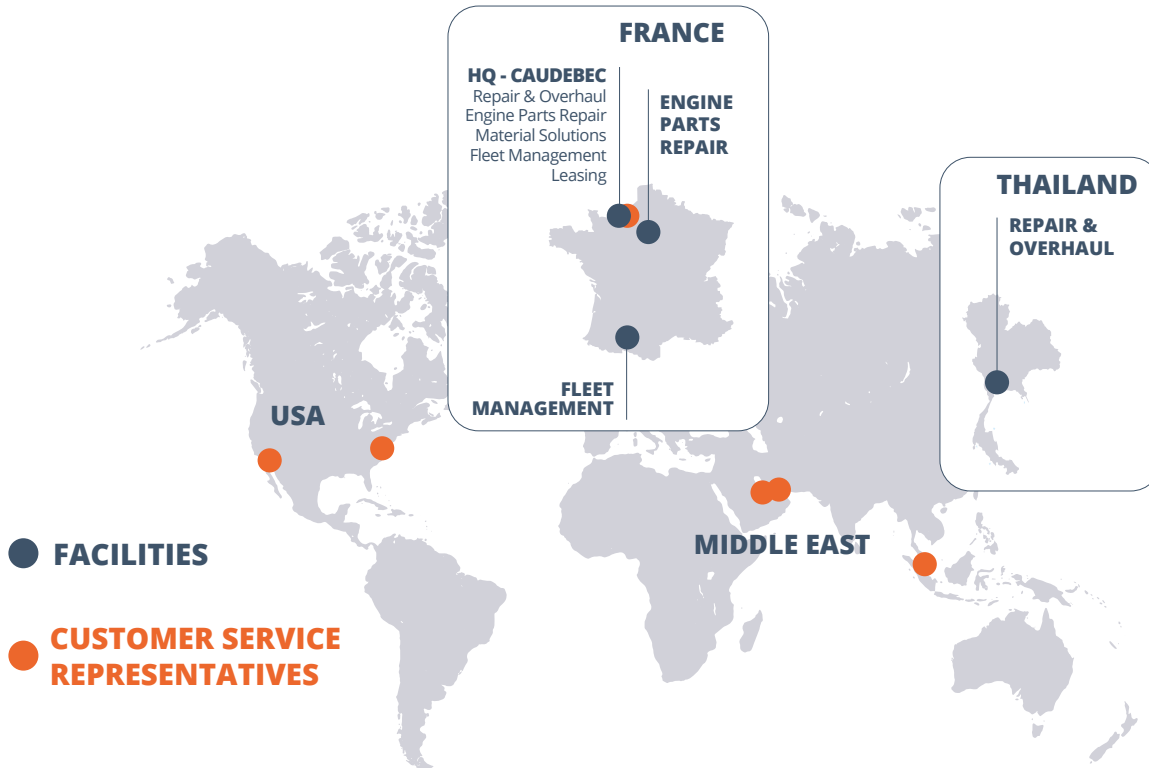 FRANCE
HQ - CAUDEBEC
Repair & Overhaul
Engine Parts Repair
Material Solutions
Fleet Management
Leasing
ENGINE
PARTS
REPAIR
FLEET
MANAGEMENT
THAILAND
REPAIR &
OVERHAUL
USA
MIDDLE EAST
FACILITIES
CUSTOMER SERVICE
REPRESENTATIVES